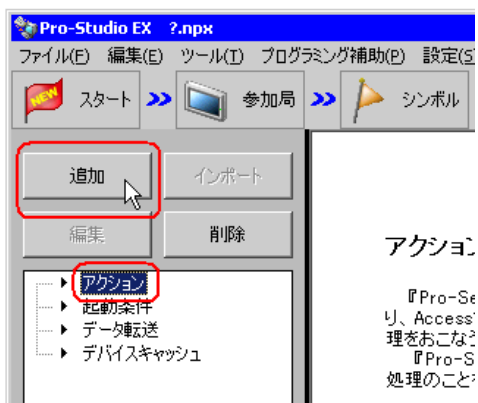 Pro-Studio EX ?.npx
ファイル(F) 編集(E) ツール(T) プログラミング補助(P) 設定(S
NEW スタート 参加局 シンボル
追加 インポート
編集 削除
アクション
起動条件
データ転送
デバイスキャッシュ
アクション
『Pro-Se
り、Access
理をおこなう
『Pro-S
処理のことを